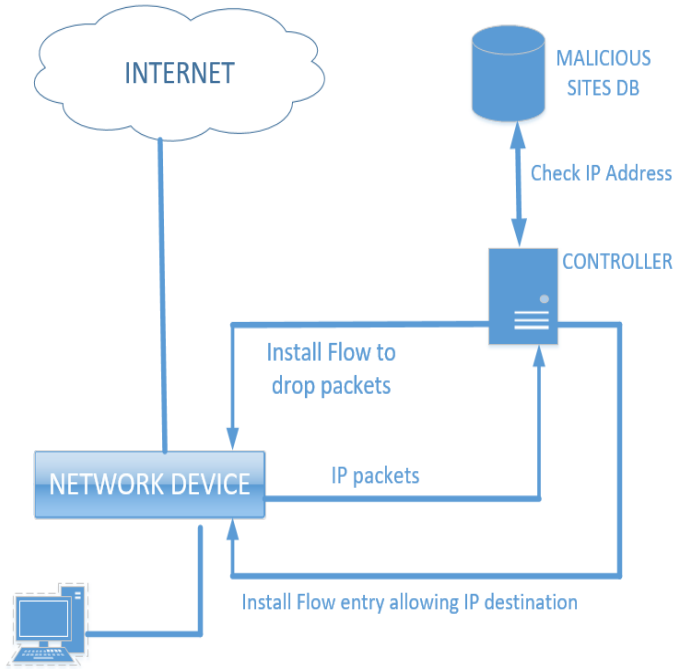 INTERNET
MALICIOUS
SITES DB
Check IP Address
CONTROLLER
Install Flow to
drop packets
IP packets
NETWORK DEVICE
Install Flow entry allowing IP destination